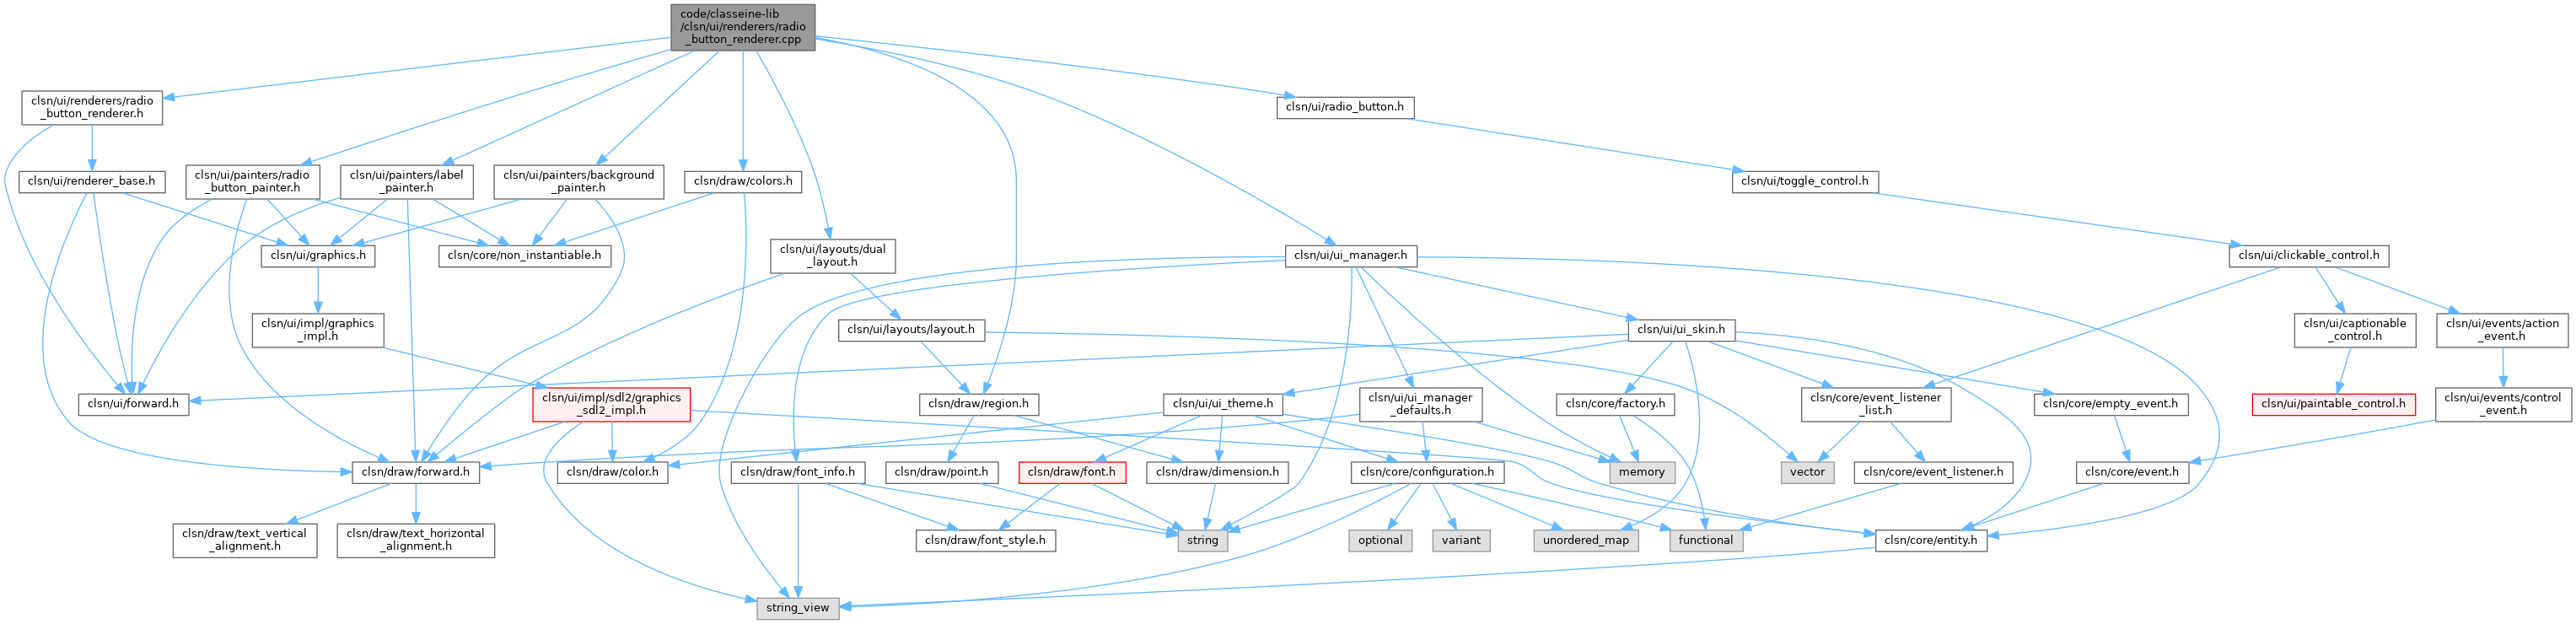 code/classeine-lib
/clsn/ui/renderers/radio
_button_renderer.cpp
clsn/ui/renderers/radio
_button_renderer.h
clsn/ui/radio_button.h
clsn/ui/renderer_base.h
clsn/ui/painters/radio
_button_painter.h
clsn/ui/painters/label
_painter.h
clsn/ui/painters/background
_painter.h
clsn/draw/colors.h
clsn/ui/toggle_control.h
clsn/ui/graphics.h
clsn/core/non_instantiable.h
clsn/ui/layouts/dual
_layout.h
clsn/ui/ui_manager.h
clsn/ui/clickable_control.h
clsn/ui/impl/graphics
_impl.h
clsn/ui/layouts/layout.h
clsn/ui/ui_skin.h
clsn/ui/captionable
_control.h
clsn/ui/events/action
_event.h
clsn/ui/forward.h
clsn/ui/impl/sdl2/graphics
_sdl2_impl.h
clsn/draw/region.h
clsn/ui/ui_theme.h
clsn/ui/ui_manager
_defaults.h
clsn/core/factory.h
clsn/core/event_listener
_list.h
clsn/core/empty_event.h
clsn/ui/paintable_control.h
clsn/ui/events/control
_event.h
clsn/draw/forward.h
clsn/draw/color.h
clsn/draw/font_info.h
clsn/draw/point.h
clsn/draw/font.h
clsn/draw/dimension.h
clsn/core/configuration.h
memory
vector
clsn/core/event_listener.h
clsn/core/event.h
clsn/draw/text_vertical
_alignment.h
clsn/draw/text_horizontal
_alignment.h
clsn/draw/font_style.h
string
optional
variant
unordered_map
functional
clsn/core/entity.h
string_view